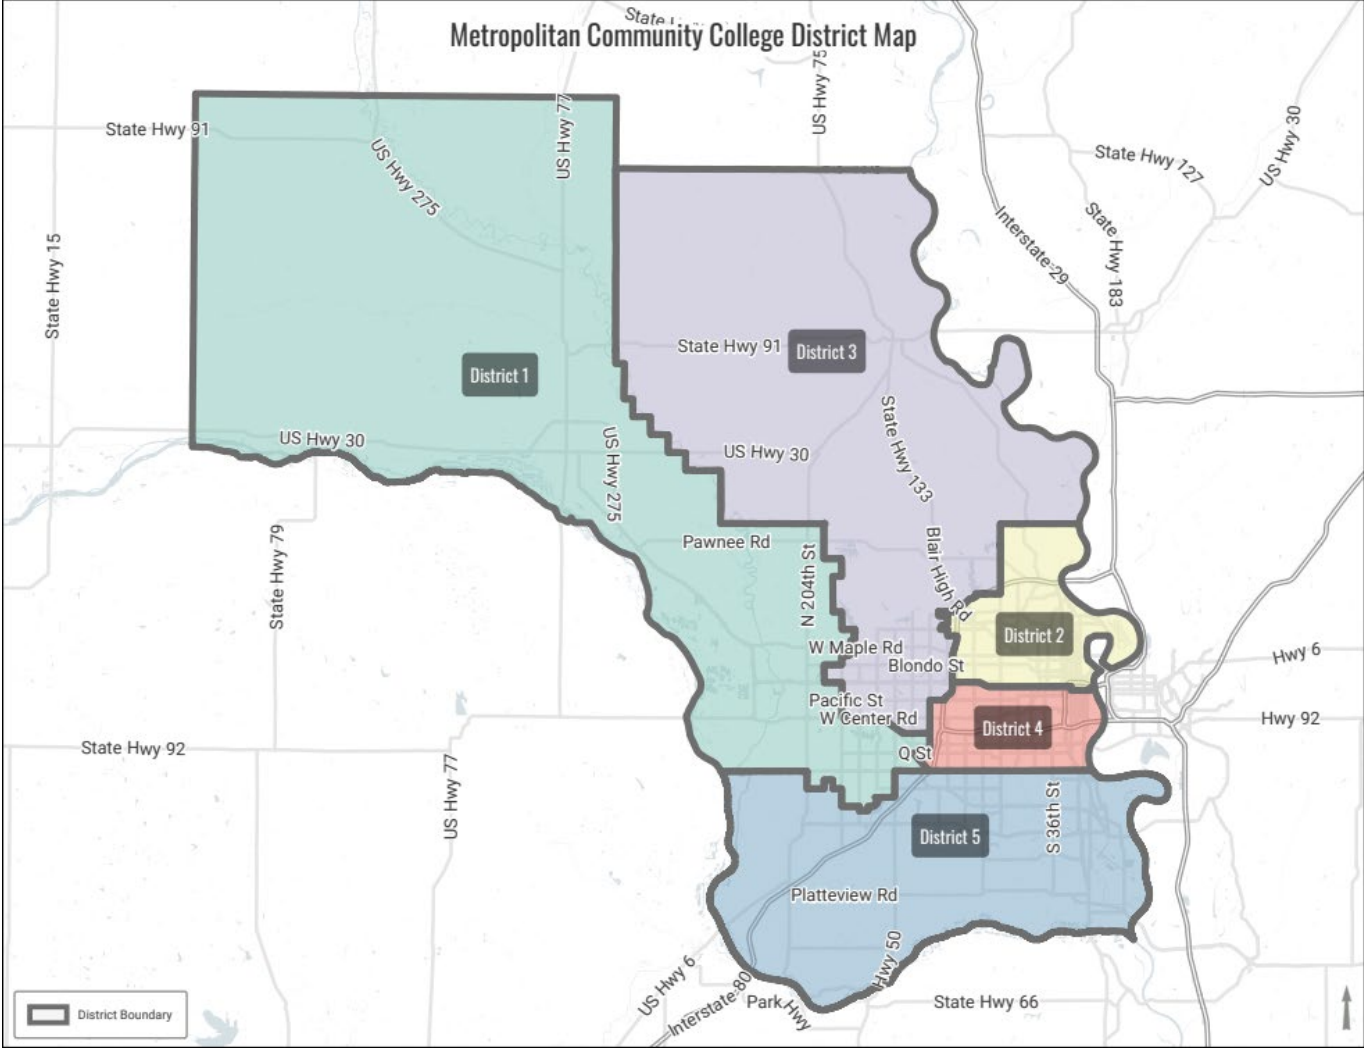 State
Metropolitan Community College District Map
US Hwy 75
US Hwy 77
State Hwy 91
US Hwy 275
State Hwy 127
US Hwy 30
State Hwy 15
Interstate 29
State Hwy 183
State Hwy 91
District 3
District 1
US Hwy 30
US Hwy 30
State Hwy 133
US Hwy 275
Pawnee Rd
N 204th St
Blair High Rd
State Hwy 79
District 2
W Maple Rd
Blondo St
Hwy 6
Pacific St
W Center Rd
District 4
Hwy 92
State Hwy 92
Q St
US Hwy 77
S 36th St
District 5
Platteview Rd
Hwy 50
US Hwy 6
Interstate 80
Park Hwy
State Hwy 66
District Boundary